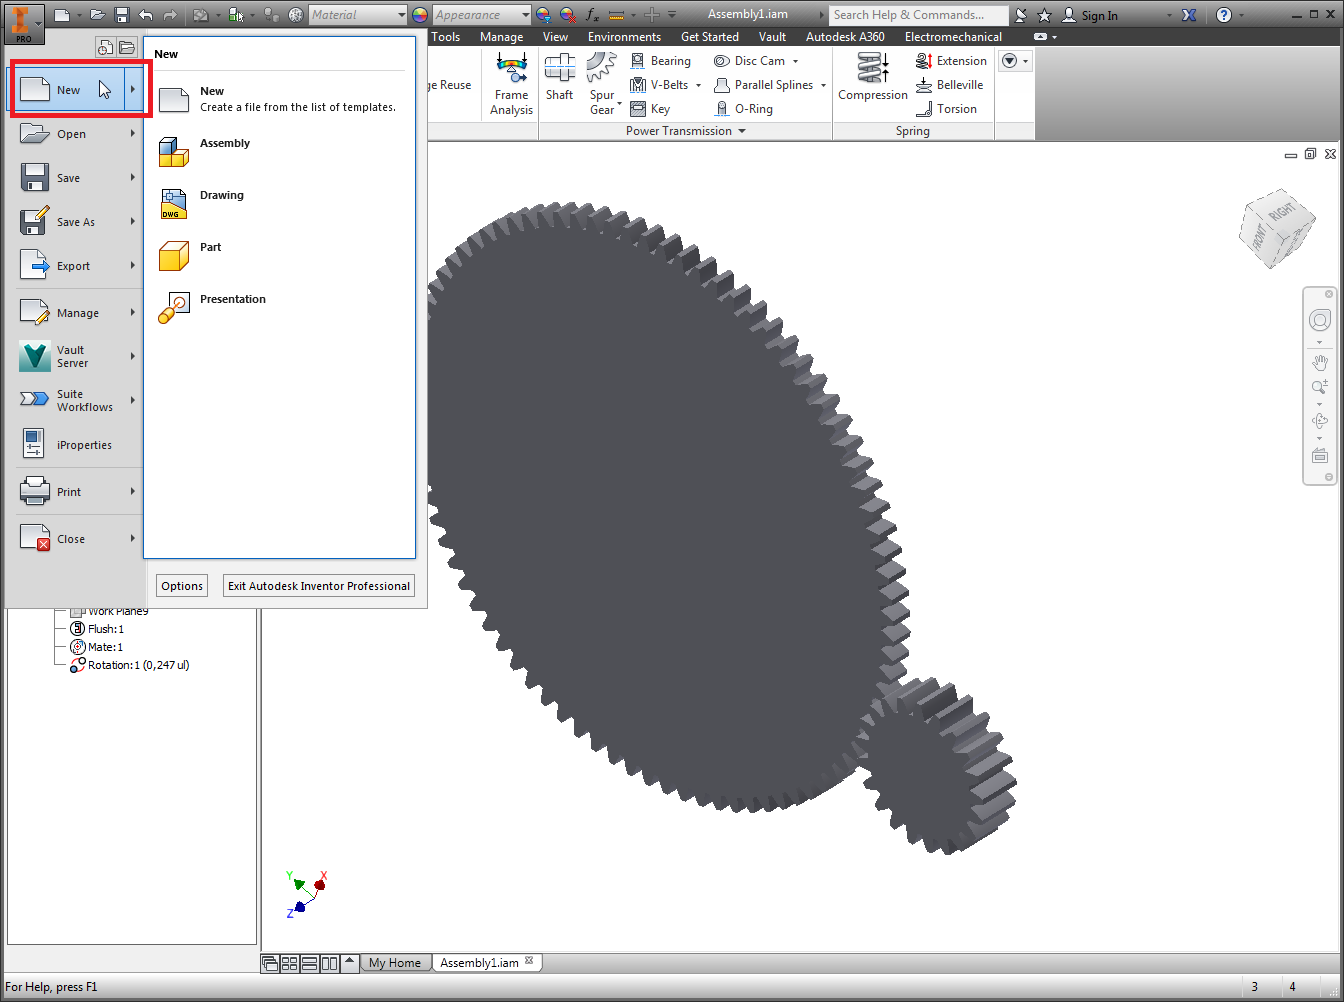 PRO
Material
Appearance
fx
Assembly1.iam
Search Help & Commands...
Sign In
Tools
Manage
View
Environments
Get Started
Vault
Autodesk A360
Electromechanical
ge Reuse
Frame
Analysis
Shaft
Spur
Gear
Bearing
V-Belts
Key
Disc Cam
Parallel Splines
O-Ring
Power Transmission
Compression
Extension
Belleville
Torsion
Spring
New
Open
Save
Save As
Export
Manage
Vault
Server
Suite
Workflows
iProperties
Print
Close
New
New
Create a file from the list of templates.
Assembly
DWG
Drawing
Part
Presentation
Options
Exit Autodesk Inventor Professional
Work Plane9
Flush:1
Mate:1
Rotation:1 (0,247 ul)
FRONT
RIGHT
Y
X
Z
My Home
Assembly1.iam
For Help, press F1
3
4